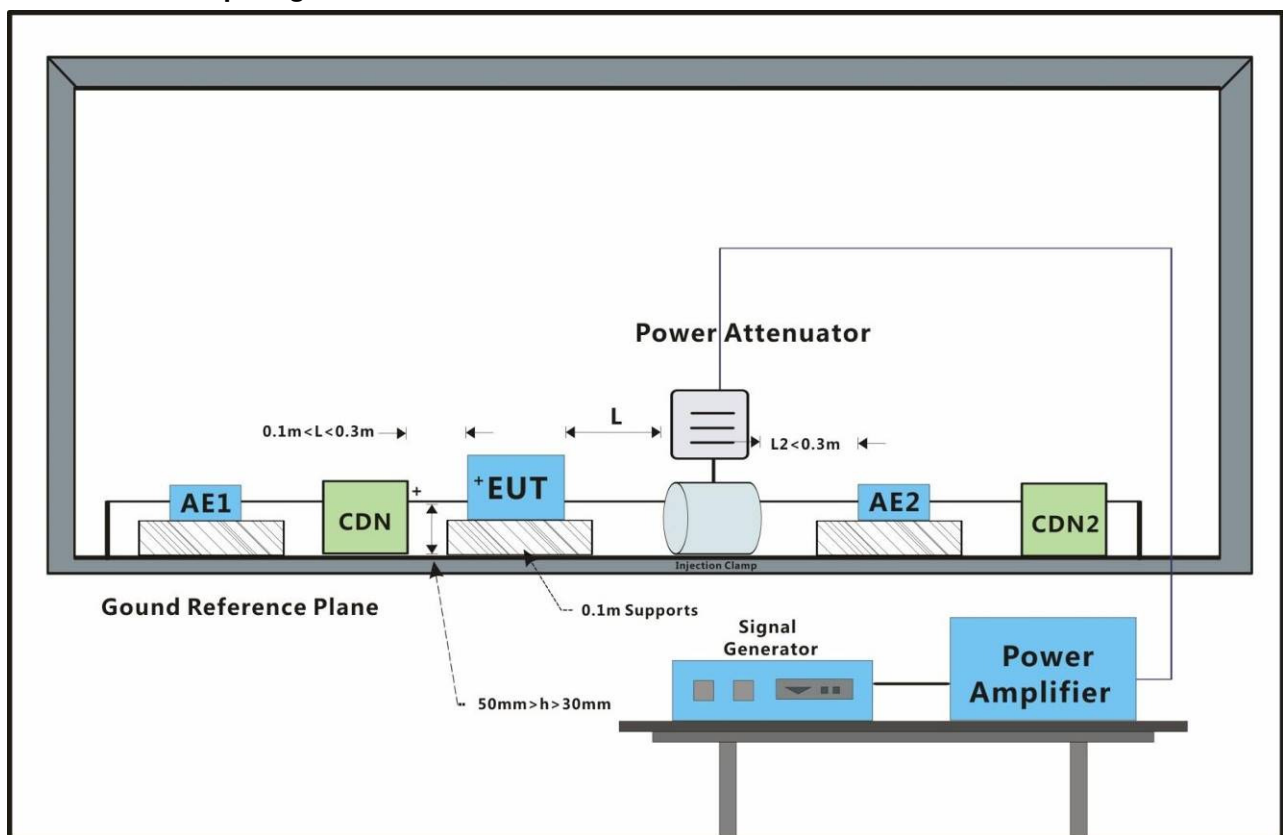 Power Attenuator
0.1m<L<0.3m
L
L2<0.3m
AE1
CDN
+
+EUT
AE2
CDN2
Injection Clamp
Gound Reference Plane
0.1m Supports
50mm>h>30mm
Signal
Generator
Power
Amplifier